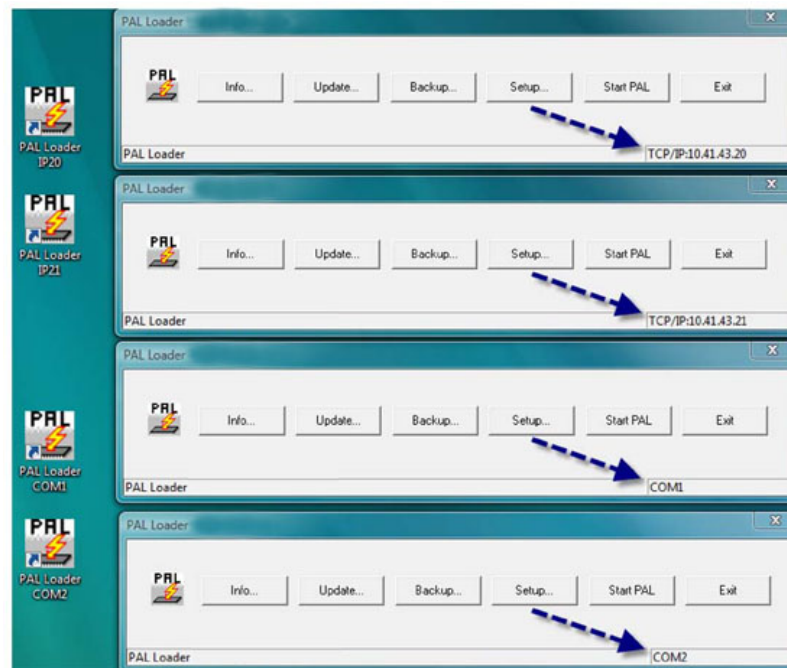 PAL Loader
PAL
Info... Update... Backup... Setup... Start PAL Exit
PAL Loader TCP/IP:10.41.43.20
PAL
PAL Loader
IP20
PAL Loader
PAL
Info... Update... Backup... Setup... Start PAL Exit
PAL Loader TCP/IP:10.41.43.21
PAL
PAL Loader
IP21
PAL Loader
PAL
Info... Update... Backup... Setup... Start PAL Exit
PAL Loader COM1
PAL
PAL Loader
COM1
PAL Loader
PAL
Info... Update... Backup... Setup... Start PAL Exit
PAL Loader COM2
PAL
PAL Loader
COM2